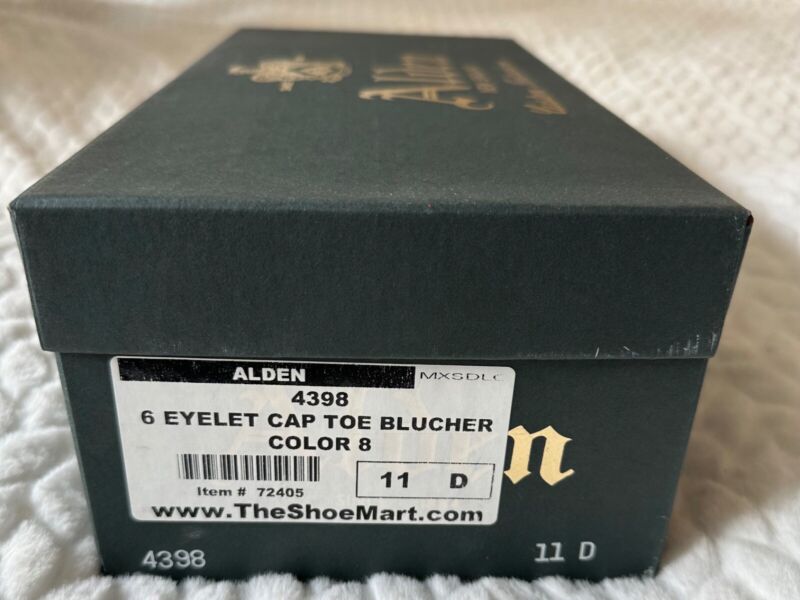 Alden
ALDEN MXSDLC
4398
6 EYELET CAP TOE BLUCHER
COLOR 8
11 D
Item # 72405
www.TheShoeMart.com
4398 11 D